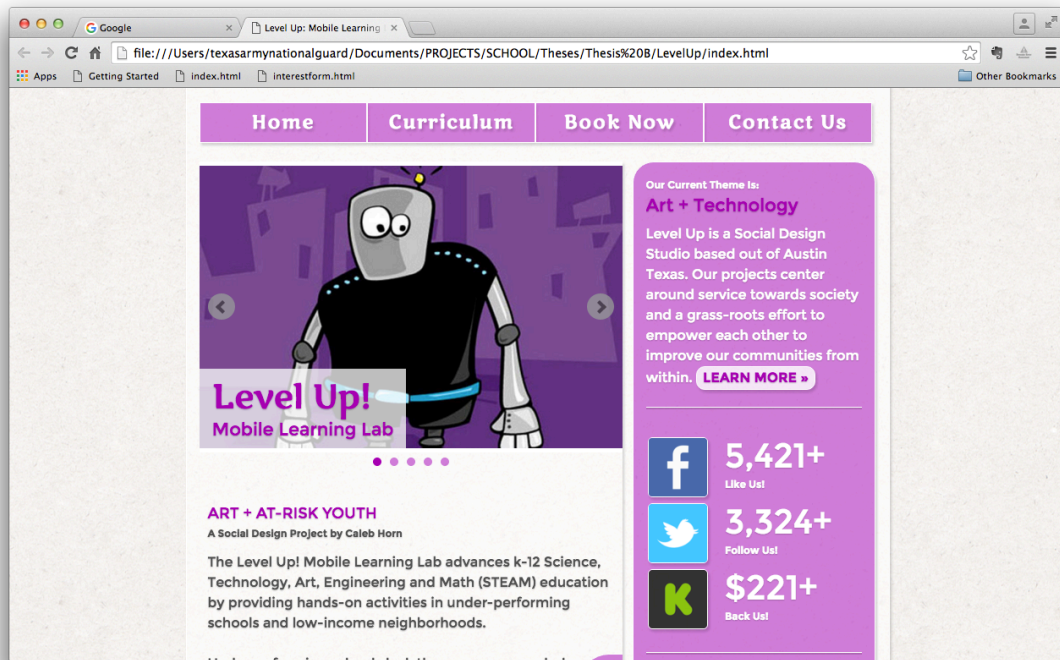 Google
Level Up: Mobile Learning
file:///Users/texasarmynationalguard/Documents/PROJECTS/SCHOOL/Theses/Thesis%20B/LevelUp/index.html
Apps
Getting Started
index.html
interestform.html
Other Bookmarks
Home
Curriculum
Book Now
Contact Us
Level Up!
Mobile Learning Lab
ART + AT-RISK YOUTH
A Social Design Project by Caleb Horn
The Level Up! Mobile Learning Lab advances k-12 Science,
Technology, Art, Engineering and Math (STEAM) education
by providing hands-on activities in under-performing
schools and low-income neighborhoods.
Our Current Theme Is:
Art + Technology
Level Up is a Social Design
Studio based out of Austin
Texas. Our projects center
around service towards society
and a grass-roots effort to
empower each other to
improve our communities from
within. LEARN MORE »
5,421+
Like Us!
3,324+
Follow Us!
$221+
Back Us!